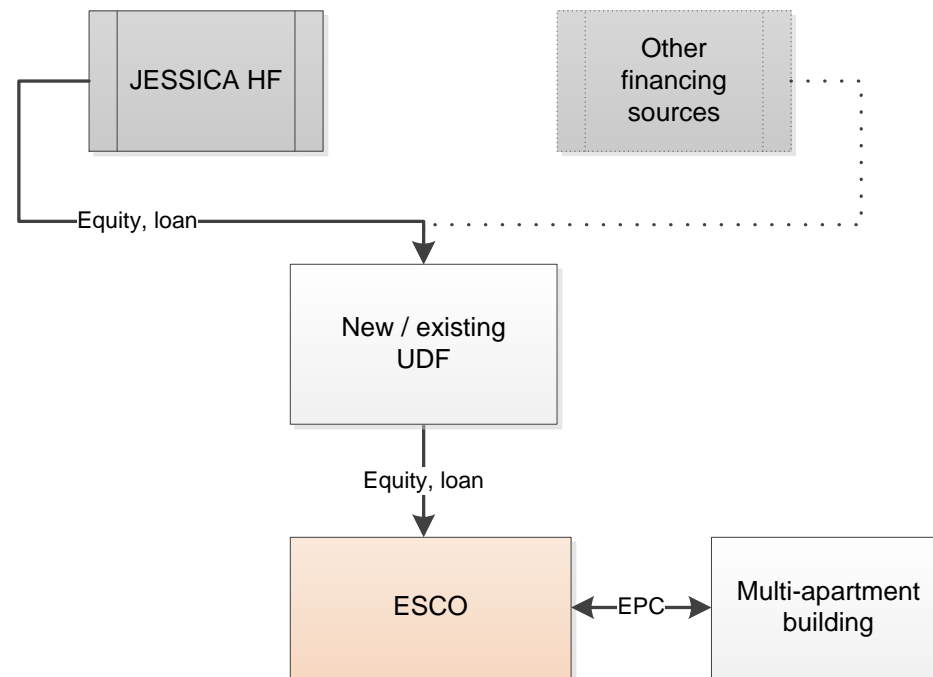 JESSICA HF
Other
financing
sources
Equity, loan
New / existing
UDF
Equity, loan
ESCO
EPC
Multi-apartment
building